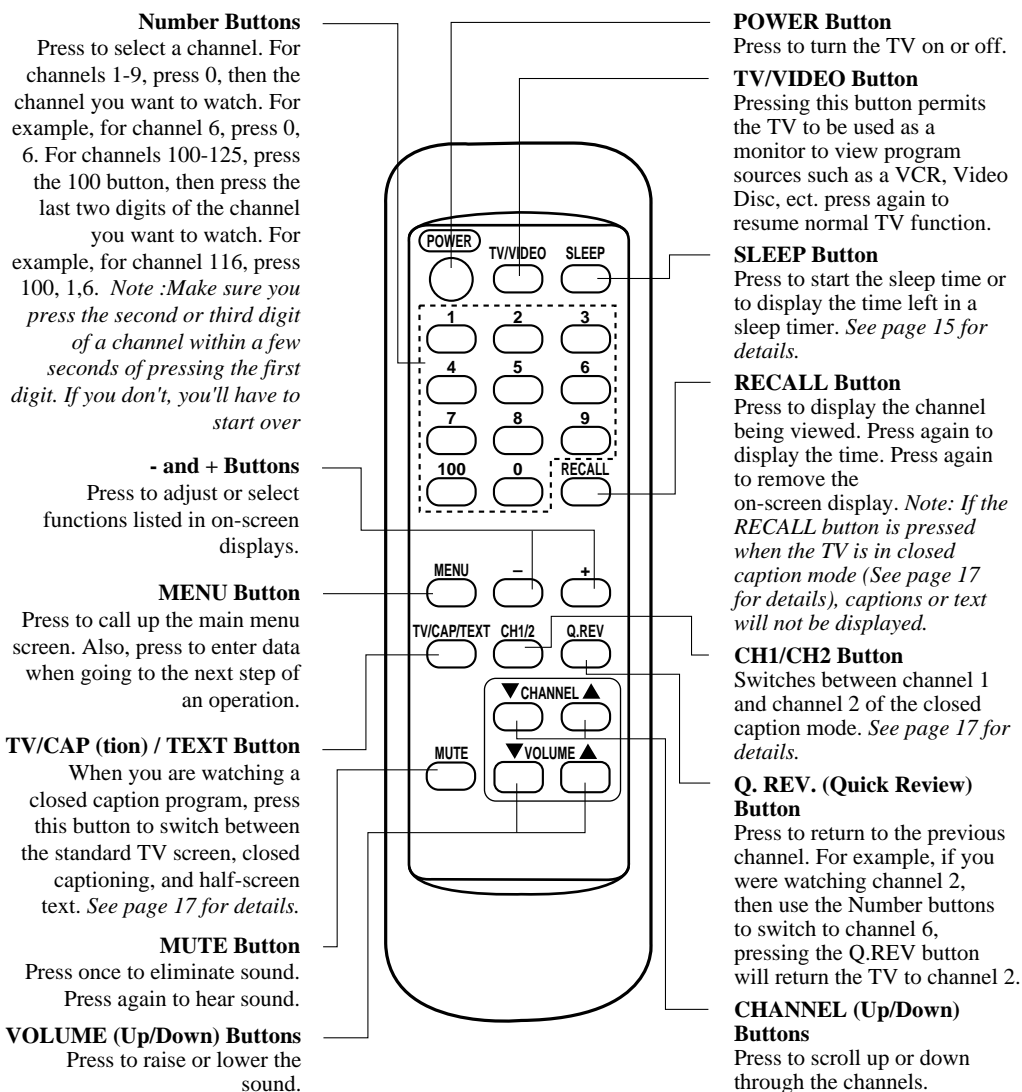 Number Buttons
Press to select a channel. For
channels 1-9, press 0, then the
channel you want to watch. For
example, for channel 6, press 0,
6. For channels 100-125, press
the 100 button, then press the
last two digits of the channel
you want to watch. For
example, for channel 116, press
100, 1,6. Note :Make sure you
press the second or third digit
of a channel within a few
seconds of pressing the first
digit. If you don't, you'll have to
start over
- and + Buttons
Press to adjust or select
functions listed in on-screen
displays.
MENU Button
Press to call up the main menu
screen. Also, press to enter data
when going to the next step of
an operation.
TV/CAP (tion) / TEXT Button
When you are watching a
closed caption program, press
this button to switch between
the standard TV screen, closed
captioning, and half-screen
text. See page 17 for details.
MUTE Button
Press once to eliminate sound.
Press again to hear sound.
VOLUME (Up/Down) Buttons
Press to raise or lower the
sound.
POWER
TV/VIDEO
SLEEP
1 2 3
4 5 6
7 8 9
100 0 RECALL
MENU – +
TV/CAP/TEXT CH1/2 Q.REV
▼ CHANNEL ▲
MUTE
▼ VOLUME ▲
POWER Button
Press to turn the TV on or off.
TV/VIDEO Button
Pressing this button permits
the TV to be used as a
monitor to view program
sources such as a VCR, Video
Disc, ect. press again to
resume normal TV function.
SLEEP Button
Press to start the sleep time or
to display the time left in a
sleep timer. See page 15 for
details.
RECALL Button
Press to display the channel
being viewed. Press again to
display the time. Press again
to remove the
on-screen display. Note: If the
RECALL button is pressed
when the TV is in closed
caption mode (See page 17
for details), captions or text
will not be displayed.
CH1/CH2 Button
Switches between channel 1
and channel 2 of the closed
caption mode. See page 17 for
details.
Q. REV. (Quick Review)
Button
Press to return to the previous
channel. For example, if you
were watching channel 2,
then use the Number buttons
to switch to channel 6,
pressing the Q.REV button
will return the TV to channel 2.
CHANNEL (Up/Down)
Buttons
Press to scroll up or down
through the channels.